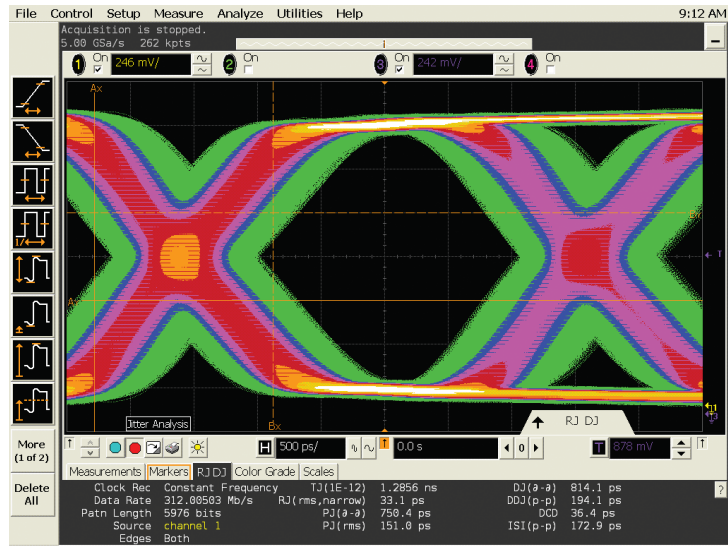 File Control Setup Measure Analyze Utilities Help 9:12 AM
Acquisition is stopped.
5.00 GSa/s 262 kpts
1 On 246 mV/ 2 On 3 On 242 mV/ 4 On
Ax
Bx
Jitter Analysis
RJ DJ
More
(1 of 2)
H 500 ps/ T 0.0 s 0 T 878 mV
Measurements Markers RJ DJ Color Grade Scales
Delete
All
Clock Rec Constant Frequency TJ(1E-12) 1.2856 ns DJ(∂-∂) 814.1 ps ?
Data Rate 312.00503 Mb/s RJ(rms,narrow) 33.1 ps DDJ(p-p) 194.1 ps
Patn Length 5976 bits PJ(∂-∂) 750.4 ps DCD 36.4 ps
Source channel 1 PJ(rms) 151.0 ps ISI(p-p) 172.9 ps
Edges Both